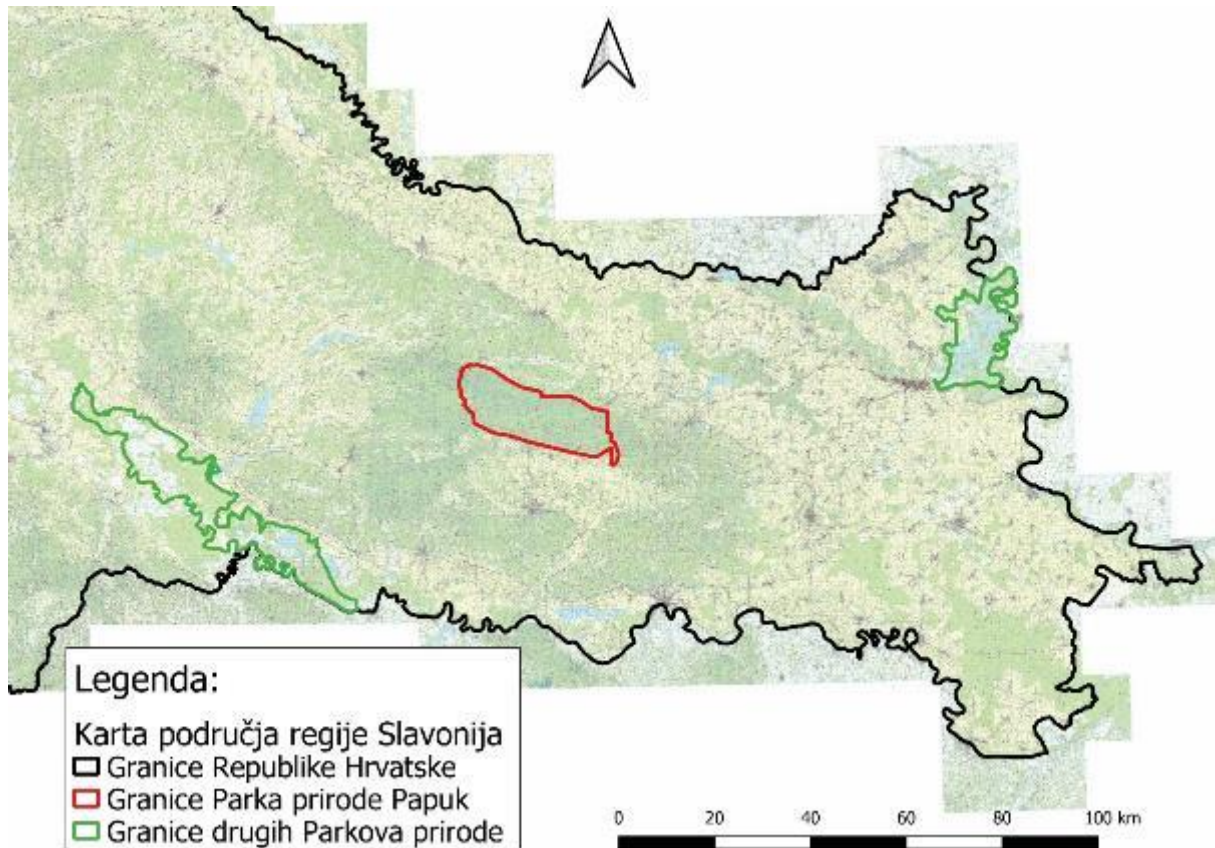 Legenda:
Karta područja regije Slavonija
Granice Republike Hrvatske
Granice Parka prirode Papuk
Granice drugih Parkova prirode
0 20 40 60 80 100 km